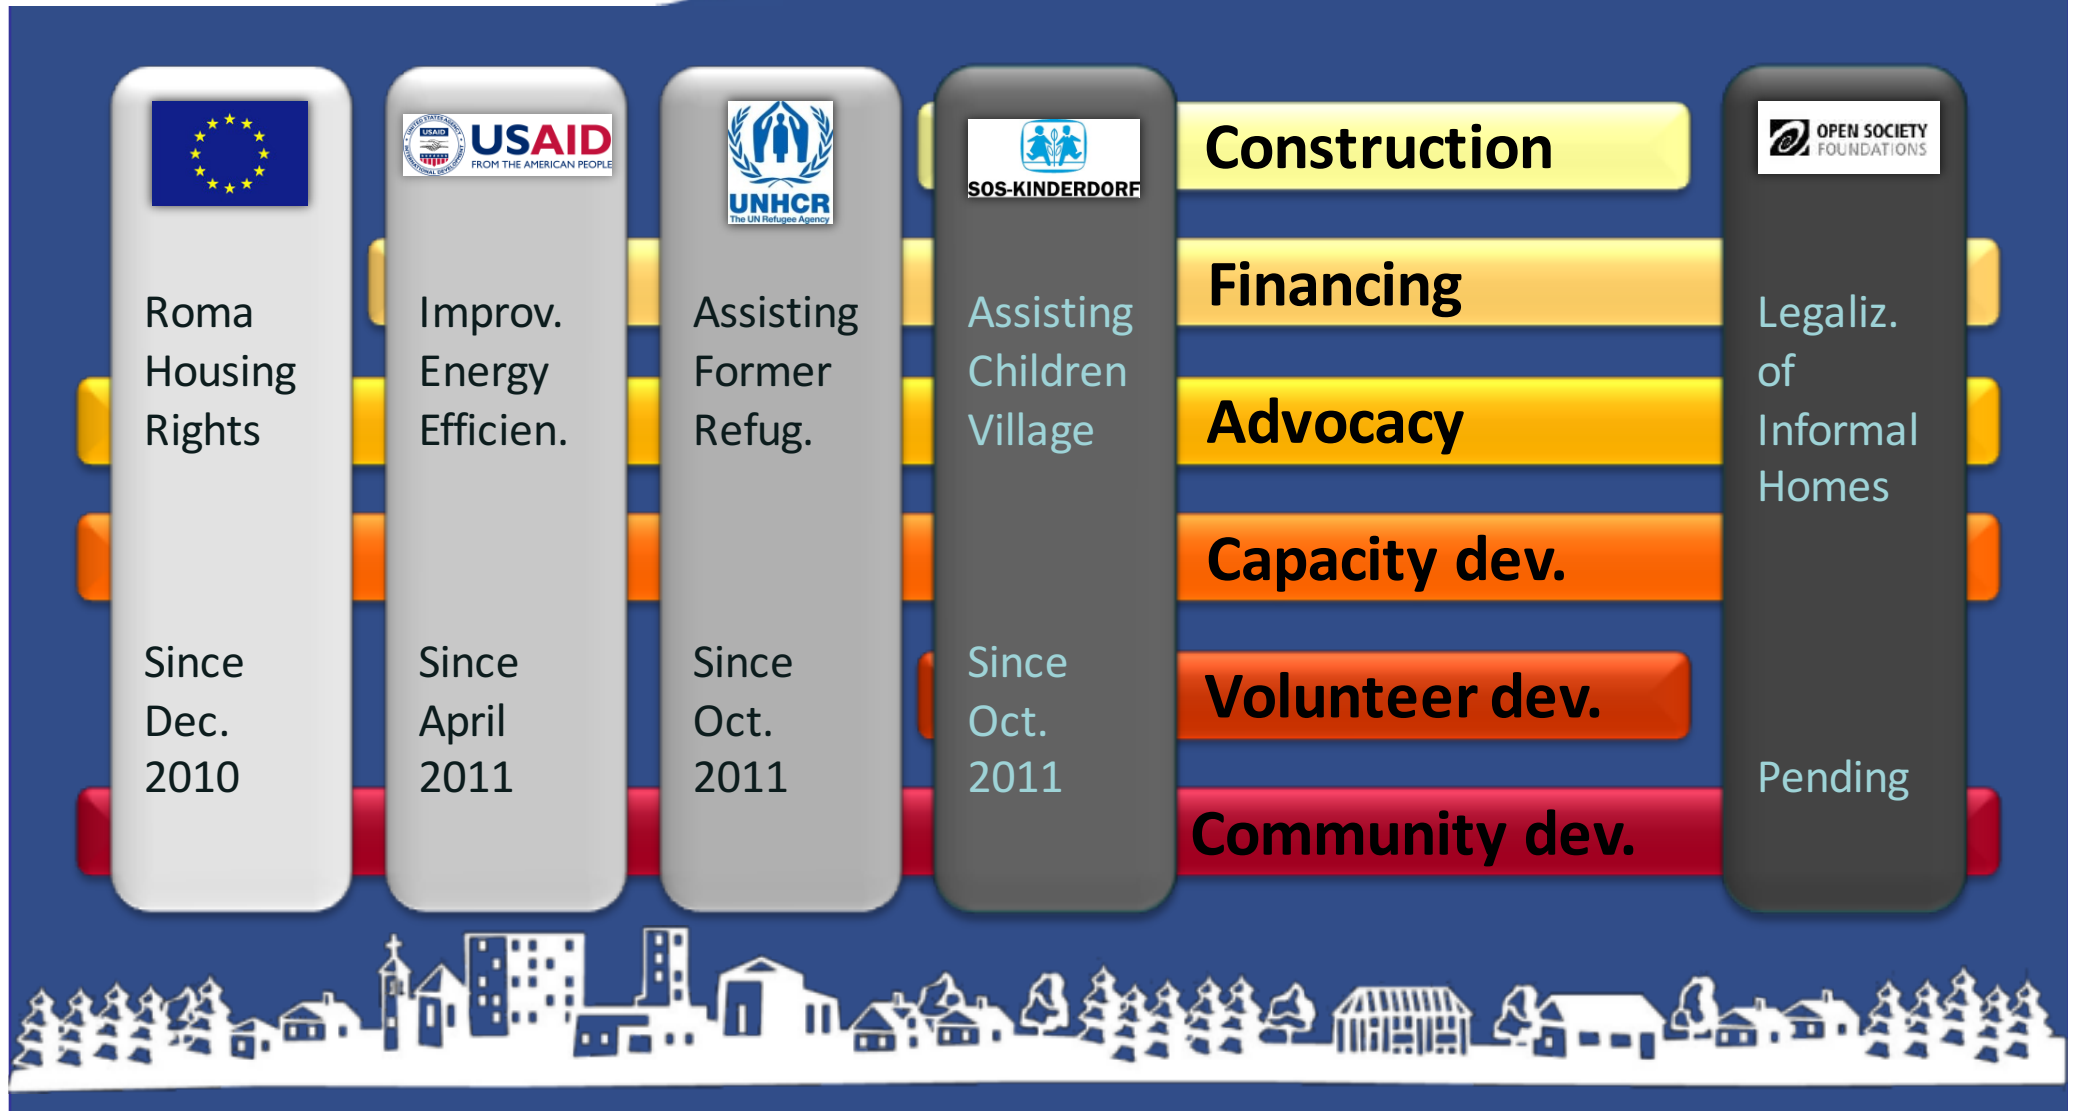 USAID
USAID
FROM THE AMERICAN PEOPLE
UNHCR
The UN Refugee Agency
SOS-KINDERDORF
OPEN SOCIETY
FOUNDATIONS
Roma
Housing
Rights
Since
Dec.
2010
Improv.
Energy
Efficien.
Since
April
2011
Assisting
Former
Refug.
Since
Oct.
2011
Assisting
Children
Village
Since
Oct.
2011
Construction
Financing
Advocacy
Capacity dev.
Volunteer dev.
Community dev.
Legaliz.
of
Informal
Homes
Pending